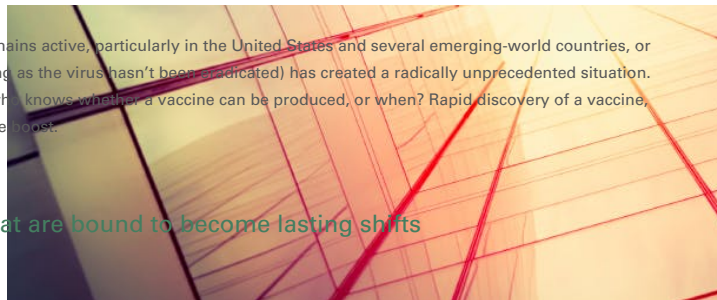 ains active, particularly in the United States and several emerging-world countries, or
g as the virus hasn't been eradicated) has created a radically unprecedented situation.
ho knows whether a vaccine can be produced, or when? Rapid discovery of a vaccine,
e boost.
at are bound to become lasting shifts